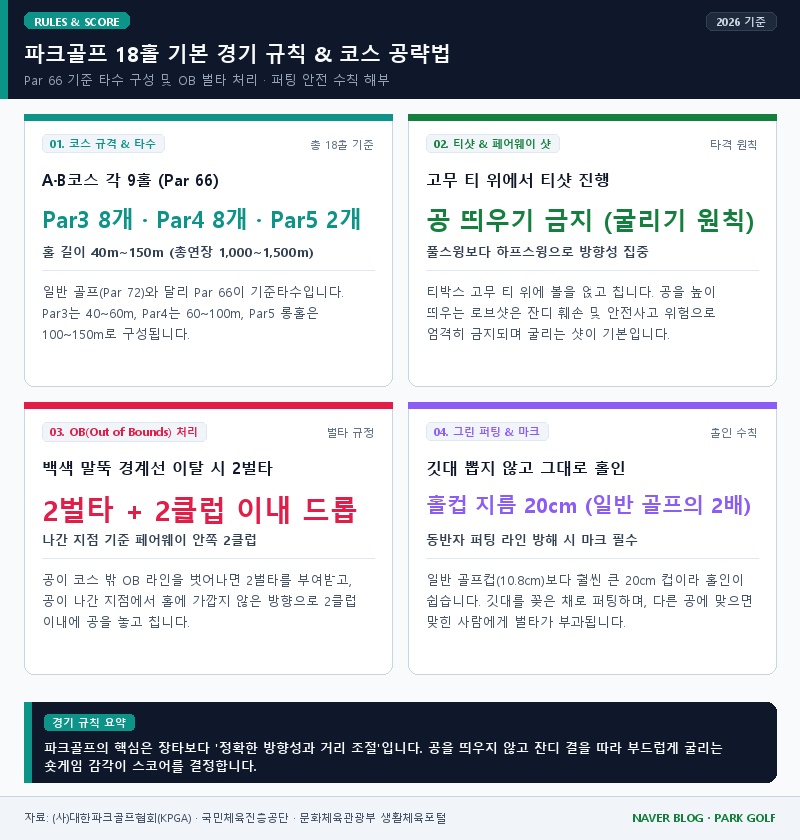 RULES & SCORE
2026 기준
파크골프 18홀 기본 경기 규칙 & 코스 공략법
Par 66 기준 타수 구성 및 OB 벌타 처리 · 퍼팅 안전 수칙 해부
01. 코스 규격 & 타수
총 18홀 기준
A·B코스 각 9홀 (Par 66)
Par3 8개 · Par4 8개 · Par5 2개
홀 길이 40m~150m (총연장 1,000~1,500m)
일반 골프(Par 72)와 달리 Par 66이 기준타수입니다.
Par3는 40~60m, Par4는 60~100m, Par5 롱홀은
100~150m로 구성됩니다.
02. 티샷 & 페어웨이 샷
타격 원칙
고무 티 위에서 티샷 진행
공 띄우기 금지 (굴리기 원칙)
풀스윙보다 하프스윙으로 방향성 집중
티박스 고무 티 위에 볼을 얹고 칩니다. 공을 높이
띄우는 로브샷은 잔디 훼손 및 안전사고 위험으로
엄격히 금지되며 굴리는 샷이 기본입니다.
03. OB(Out of Bounds) 처리
벌타 규정
백색 말뚝 경계선 이탈 시 2벌타
2벌타 + 2클럽 이내 드롭
나간 지점 기준 페어웨이 안쪽 2클럽
공이 코스 밖 OB 라인을 벗어나면 2벌타를 부여받고,
공이 나간 지점에서 홀에 가깝지 않은 방향으로 2클럽
이내에 공을 놓고 칩니다.
04. 그린 퍼팅 & 마크
홀인 수칙
깃대 뽑지 않고 그대로 홀인
홀컵 지름 20cm (일반 골프의 2배)
동반자 퍼팅 라인 방해 시 마크 필수
일반 골프컵(10.8cm)보다 훨씬 큰 20cm 컵이라 홀인이
쉽습니다. 깃대를 꽂은 채로 퍼팅하며, 다른 공에 맞으면
맞힌 사람에게 벌타가 부과됩니다.
경기 규칙 요약
파크골프의 핵심은 장타보다 '정확한 방향성과 거리 조절'입니다. 공을 띄우지 않고 잔디 결을 따라 부드럽게 굴리는
숏게임 감각이 스코어를 결정합니다.
자료: (사)대한파크골프협회(KPGA) · 국민체육진흥공단 · 문화체육관광부 생활체육포털
NAVER BLOG · PARK GOLF